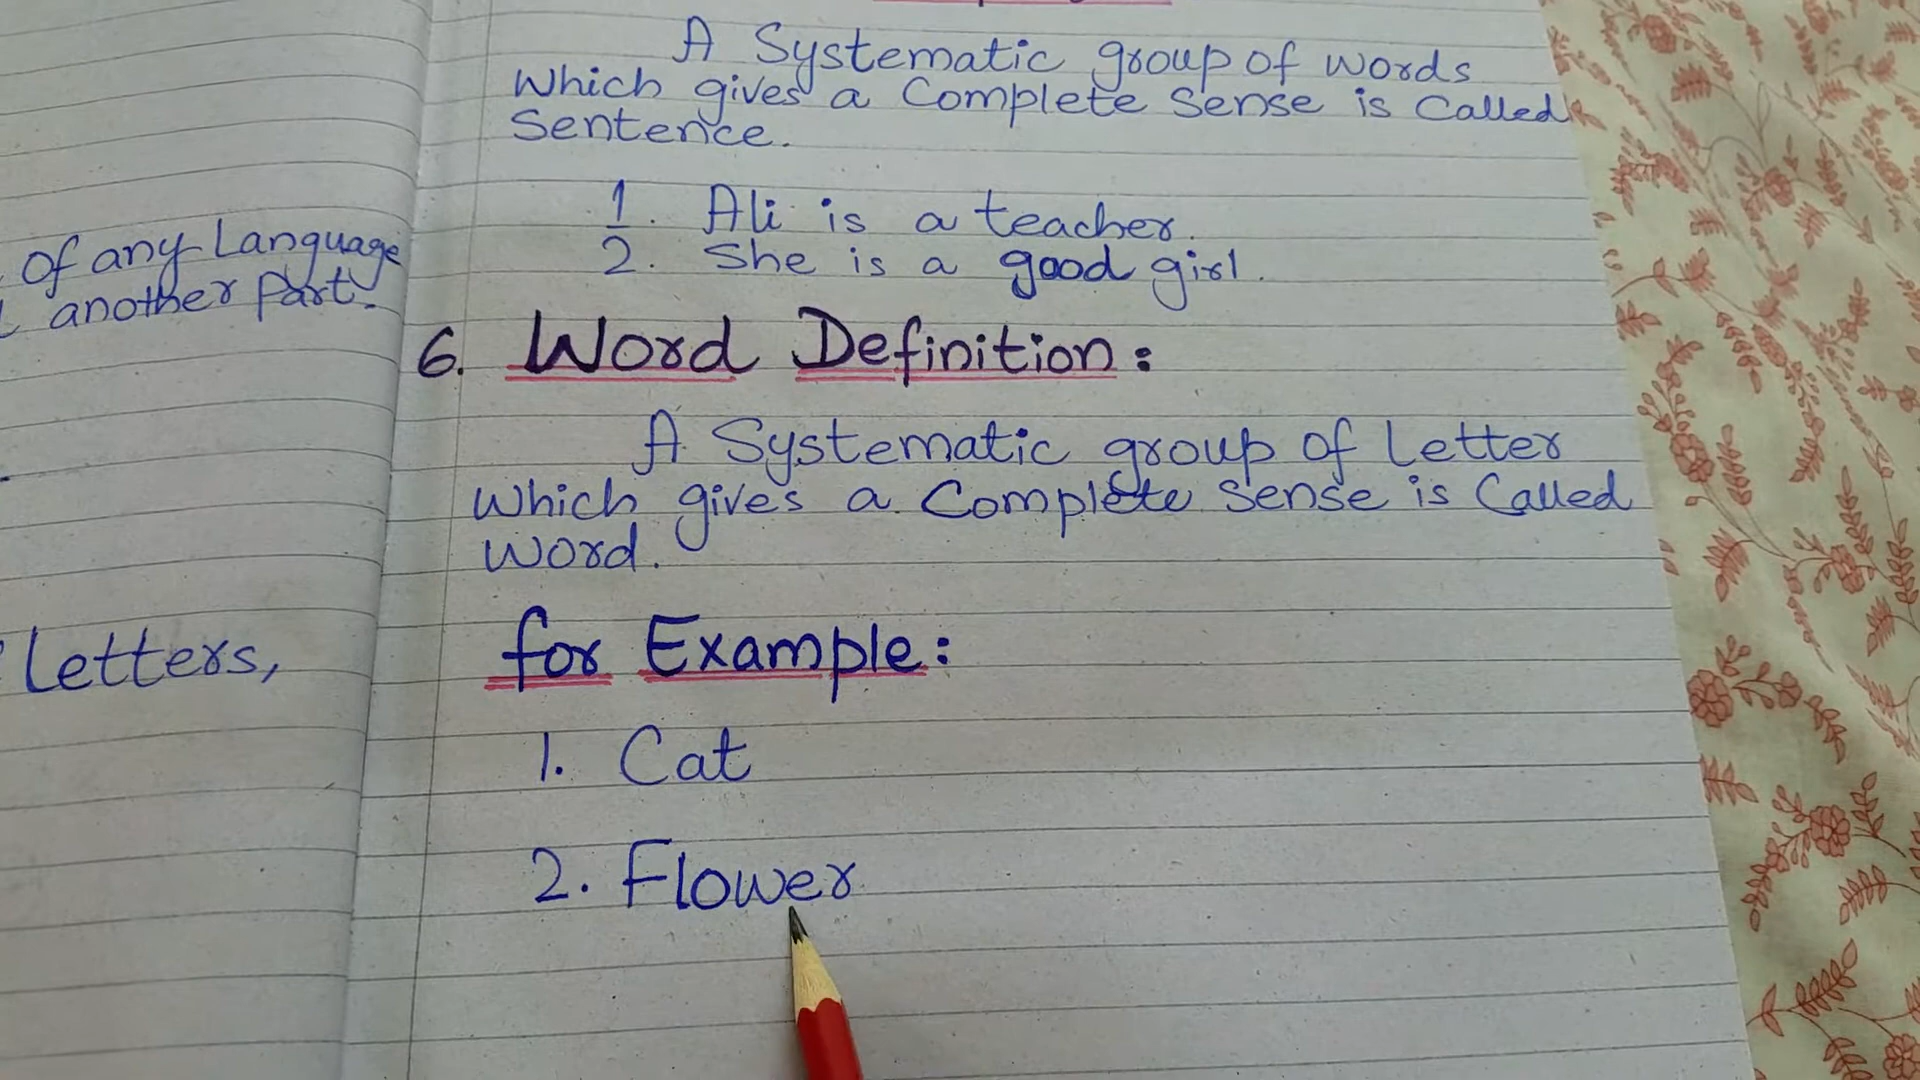 of any Language
another Part.
Letters,
A Systematic group of words
Which gives a Complete Sense is Called
Sentence.
1. Ali is a teacher.
2. She is a good girl.
6. Word Definition:
A Systematic group of Letter
Which gives a Complete Sense is Called
Word.
for Example:
1. Cat
2. Flower